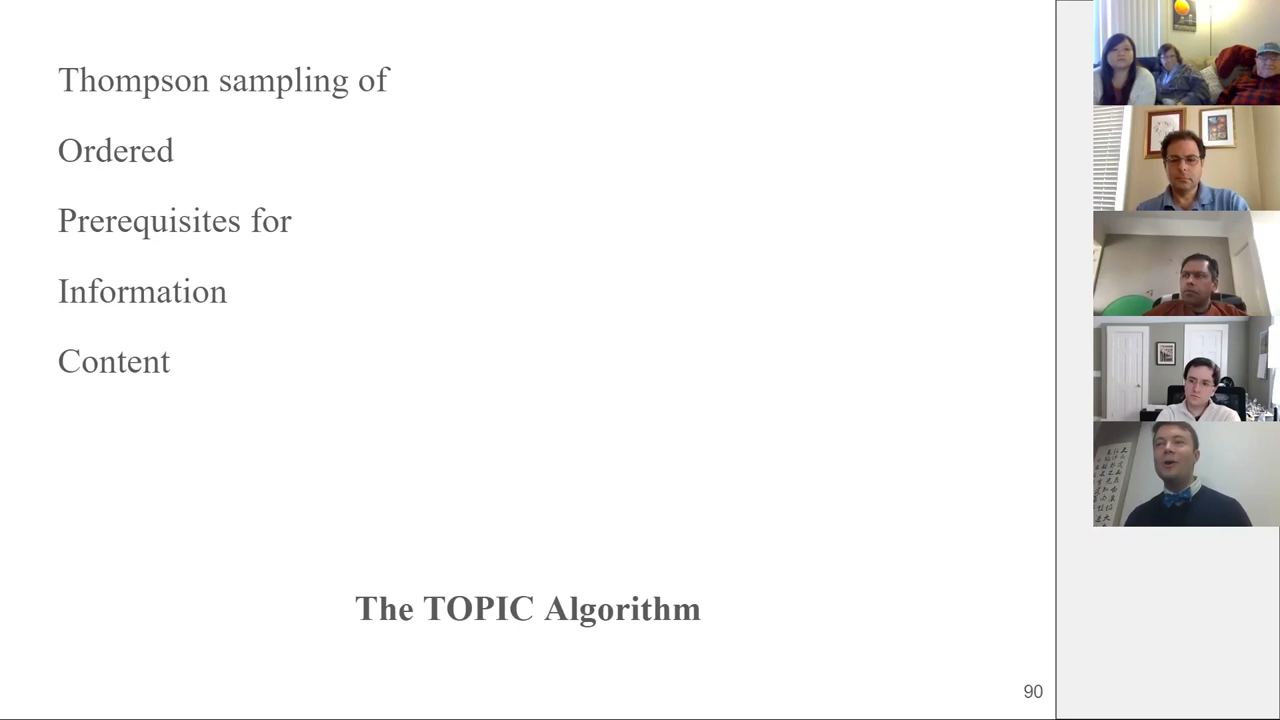 Thompson sampling of
Ordered
Prerequisites for
Information
Content
The TOPIC Algorithm
90